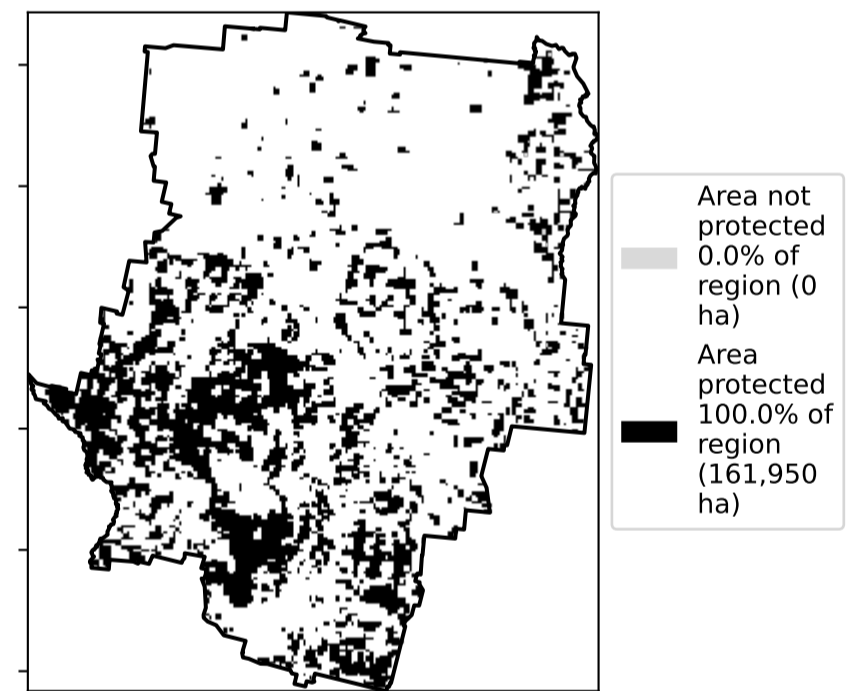 Area not
protected
0.0% of
region (0
ha)
Area
protected
100.0% of
region
(161,950
ha)